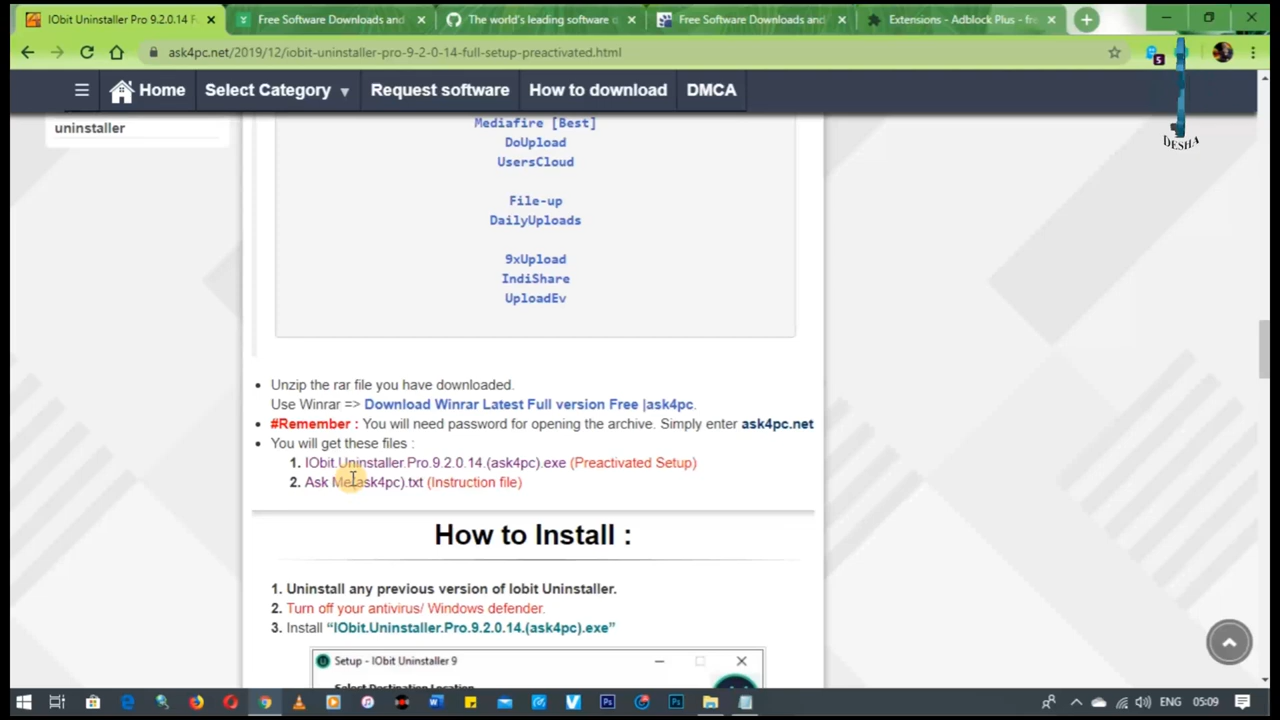 IObit Uninstaller Pro 9.2.0.14 F
Free Software Downloads and
The world's leading software
Free Software Downloads and
Extensions - Adblock Plus - fre
ask4pc.net/2019/12/iobit-uninstaller-pro-9-2-0-14-full-setup-preactivated.html
5
Home
Select Category
Request software
How to download
DMCA
DESHA
uninstaller
Mediafire [Best]
DoUpload
UsersCloud
File-up
DailyUploads
9xUpload
IndiShare
UploadEv
Unzip the rar file you have downloaded.
Use Winrar => Download Winrar Latest Full version Free |ask4pc.
#Remember : You will need password for opening the archive. Simply enter ask4pc.net
You will get these files :
1. IObit.Uninstaller.Pro.9.2.0.14.(ask4pc).exe (Preactivated Setup)
2. Ask Me(ask4pc).txt (Instruction file)
How to Install :
1. Uninstall any previous version of Iobit Uninstaller.
2. Turn off your antivirus/ Windows defender.
3. Install “IObit.Uninstaller.Pro.9.2.0.14.(ask4pc).exe”
Setup - IObit Uninstaller 9
Select Destination Location
ENG
05:09